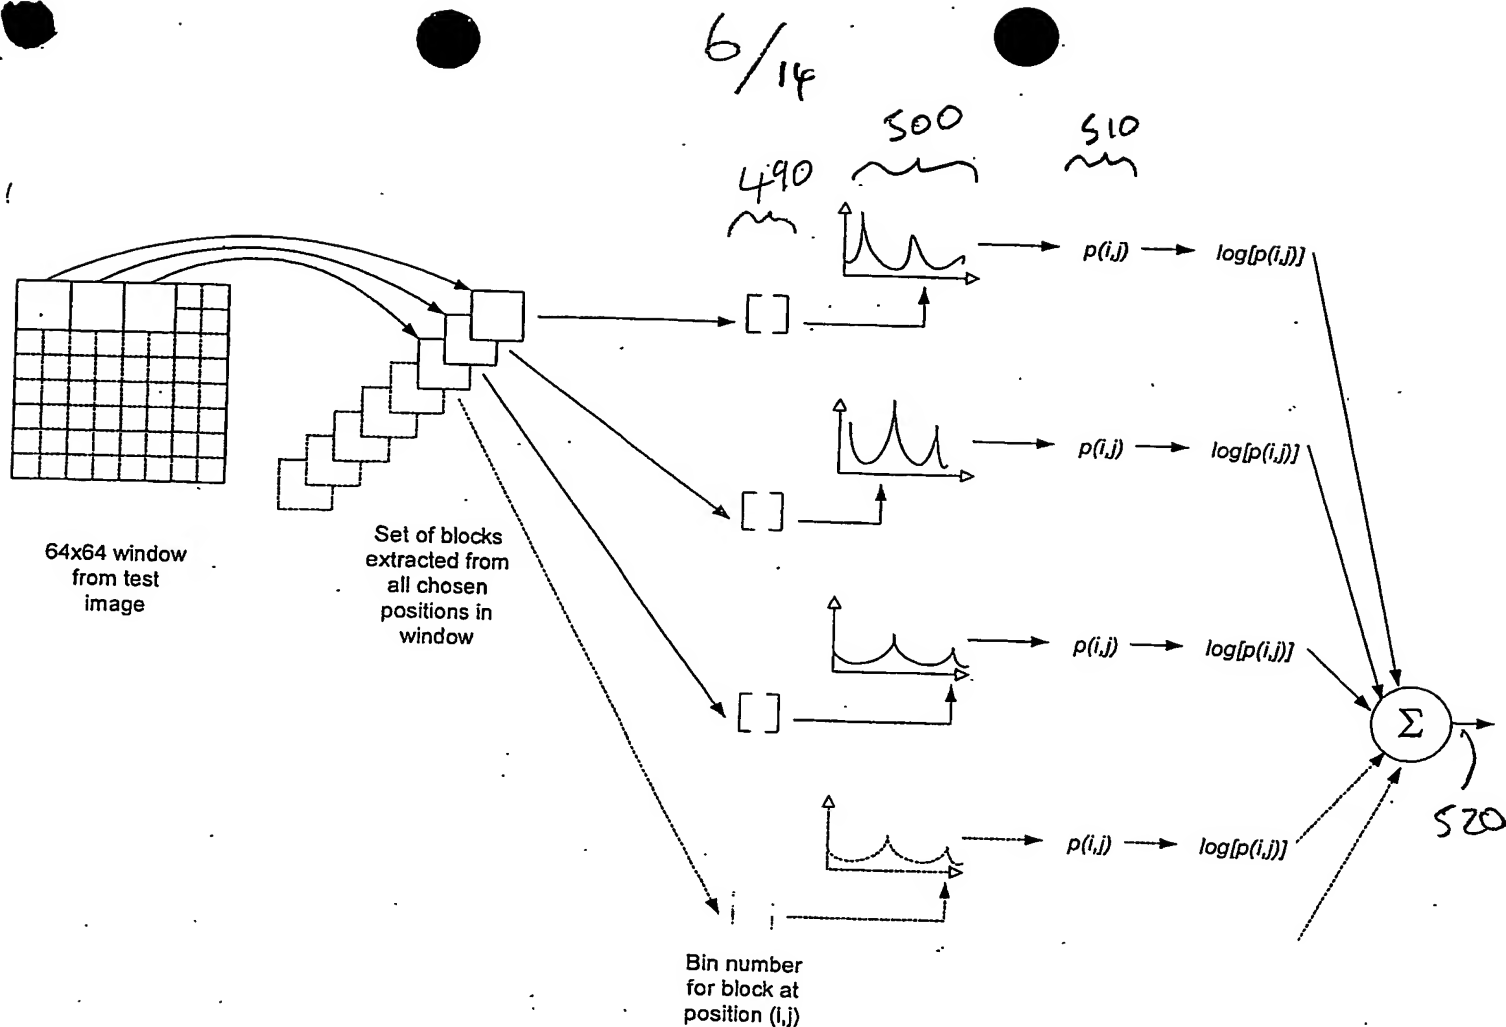 6/14
500
510
490
p(i,j)
log[p(i,j)]
p(i,j)
log[p(i,j)]
64x64 window
from test
image
Set of blocks
extracted from
all chosen
positions in
window
p(i,j)
log[p(i,j)]
Σ
520
p(i,j)
log[p(i,j)]
Bin number
for block at
position (i,j)